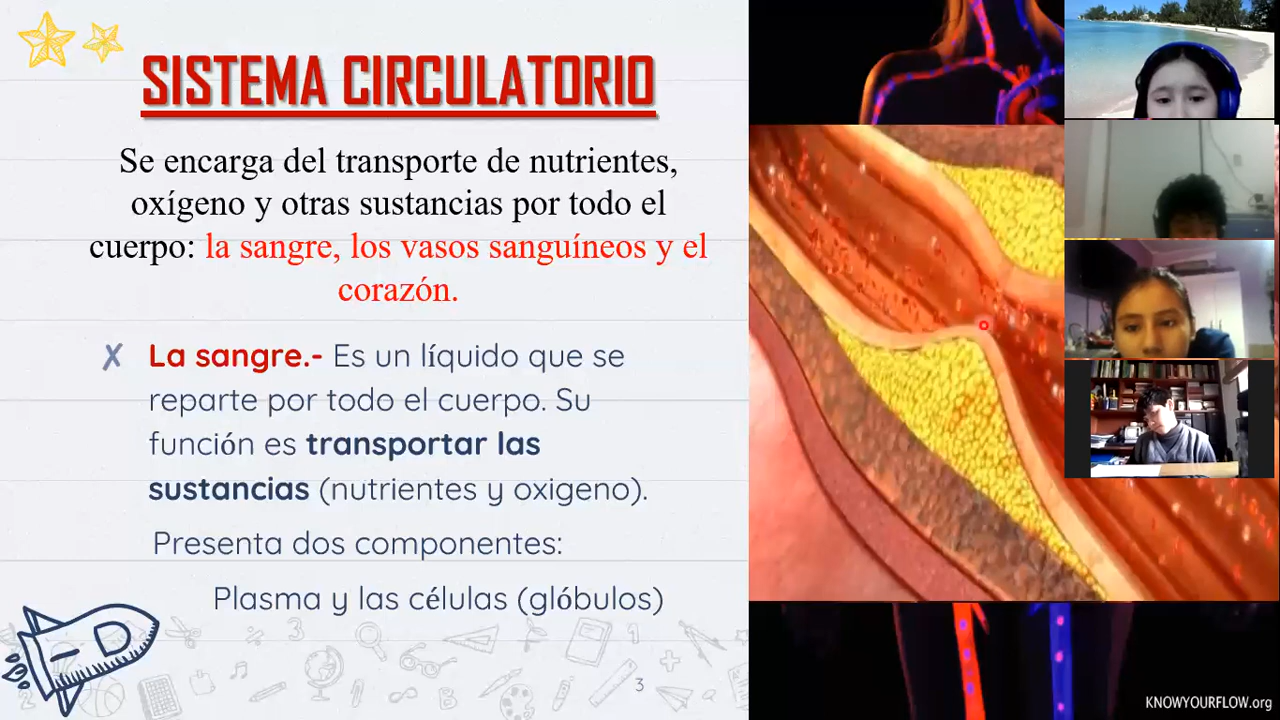 SISTEMA CIRCULATORIO
Se encarga del transporte de nutrientes,
oxígeno y otras sustancias por todo el
cuerpo: la sangre, los vasos sanguíneos y el
corazón.
✗ La sangre.- Es un líquido que se
reparte por todo el cuerpo. Su
función es transportar las
sustancias (nutrientes y oxigeno).
Presenta dos componentes:
Plasma y las células (glóbulos)
3
KNOWYOURFLOW.org